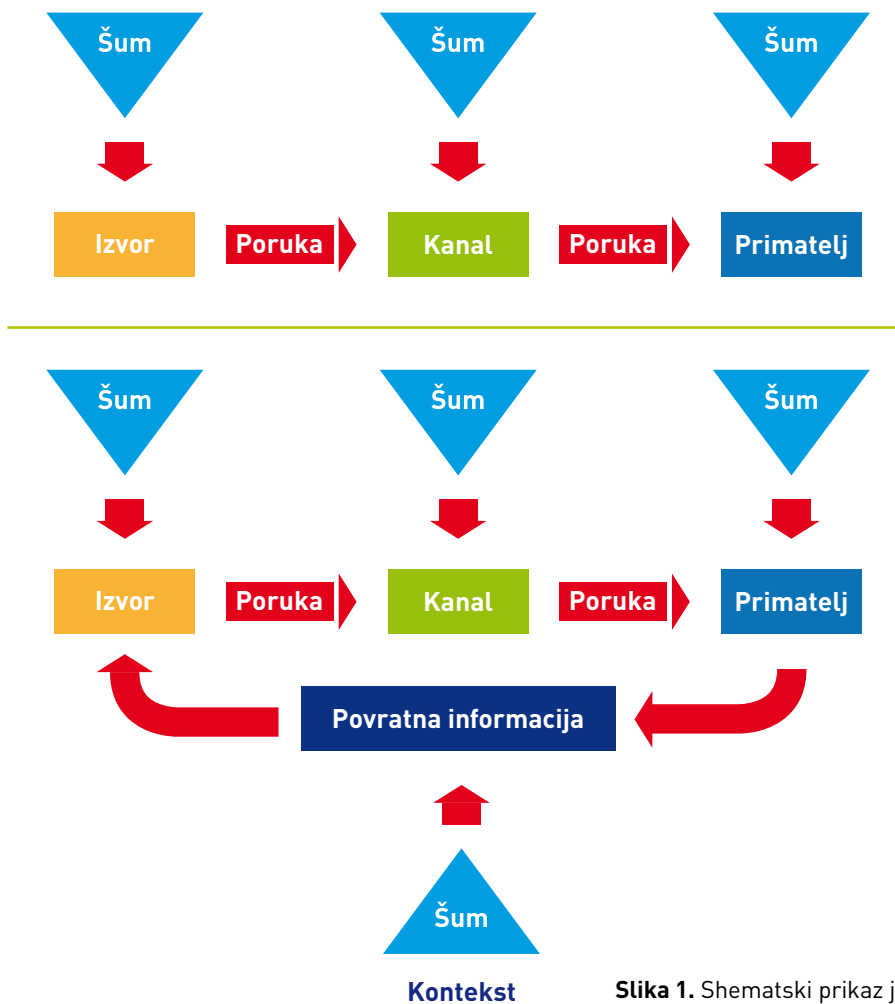 Šum Šum Šum
Izvor Poruka Kanal Poruka Primatelj
Šum Šum Šum
Izvor Poruka Kanal Poruka Primatelj
Povratna informacija
Šum
Kontekst
Slika 1. Shematski prikaz j